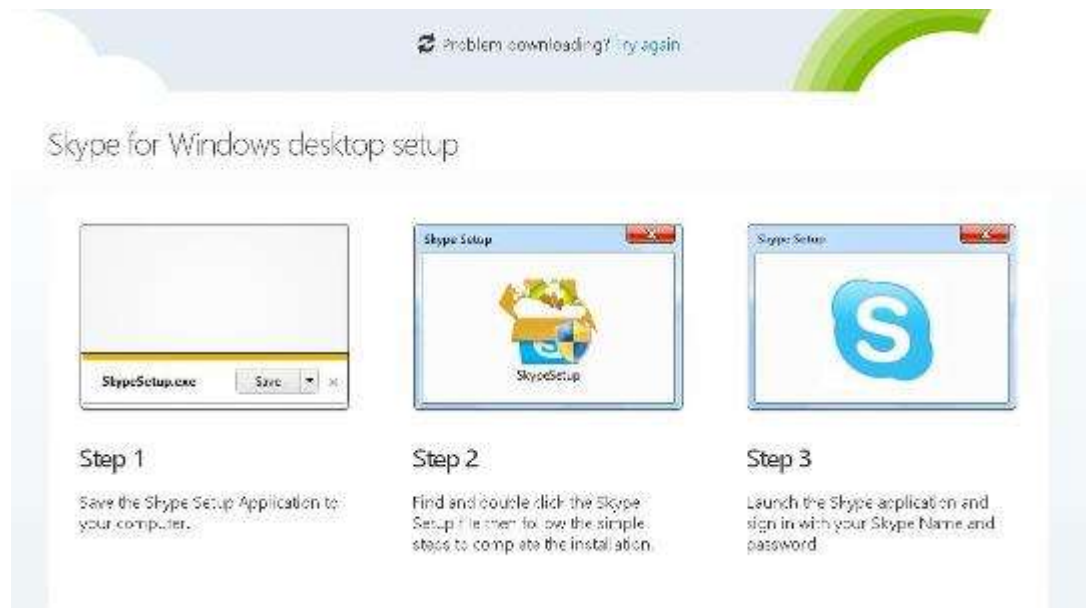 Problem downloading? Try again
Skype for Windows desktop setup
SkypeSetup.exe
Save
Skype Setup
SkypeSetup
Skype Setup
S
Step 1
Save the Skype Setup Application to
your computer.
Step 2
Find and double click the Skype
Setup file then follow the simple
steps to complete the installation.
Step 3
Launch the Skype application and
sign in with your Skype Name and
password